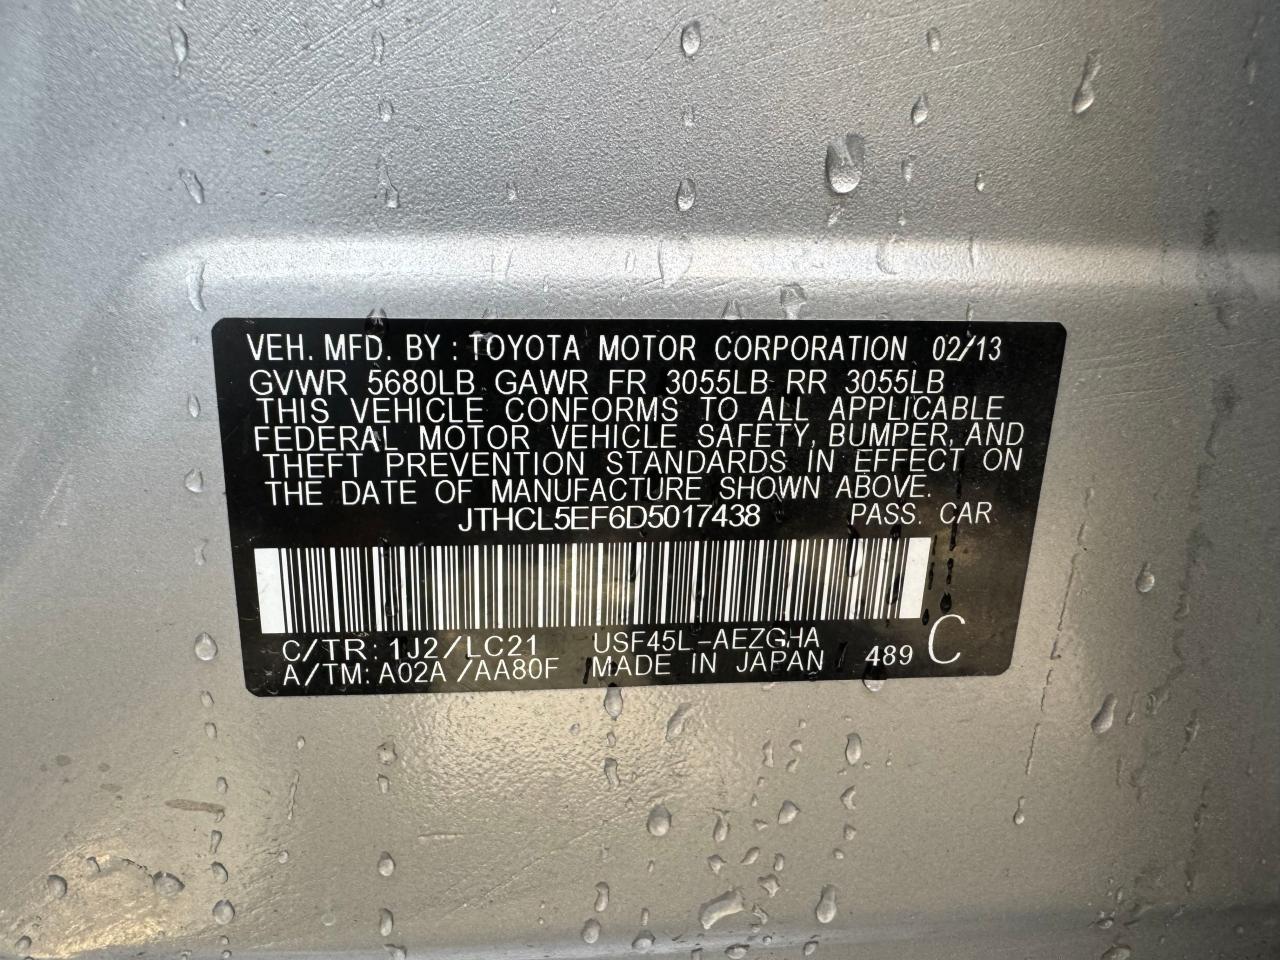 VEH. MFD. BY : TOYOTA MOTOR CORPORATION 02/13
GVWR 5680LB GAWR FR 3055LB RR 3055LB
THIS VEHICLE CONFORMS TO ALL APPLICABLE
FEDERAL MOTOR VEHICLE SAFETY, BUMPER, AND
THEFT PREVENTION STANDARDS IN EFFECT ON
THE DATE OF MANUFACTURE SHOWN ABOVE.
JTHCL5EF6D5017438 PASS. CAR
C/TR: 1J2/LC21 USF45L-AEZGHA
A/TM: A02A /AA80F MADE IN JAPAN 489 C